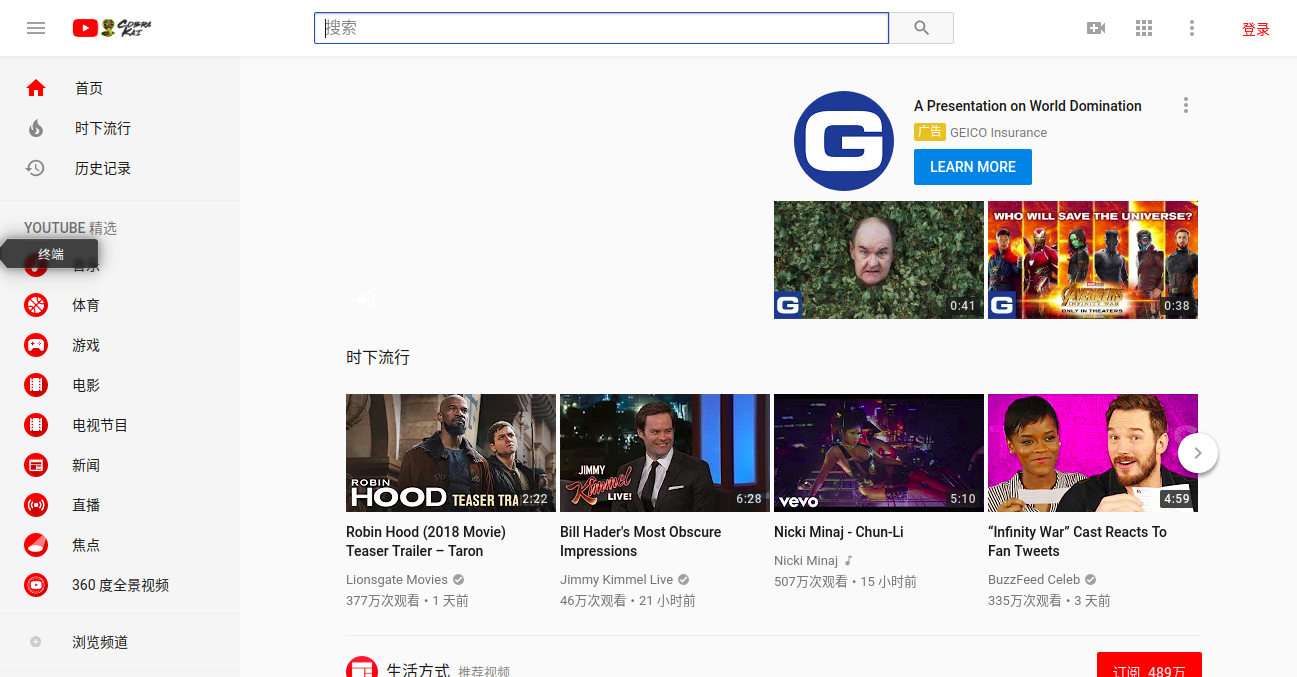 COBRA KAI
搜索
登录
首页
时下流行
历史记录
YOUTUBE 精选
终端
音乐
体育
游戏
电影
电视节目
新闻
直播
焦点
360 度全景视频
浏览频道
A Presentation on World Domination
广告 GEICO Insurance
LEARN MORE
0:41
WHO WILL SAVE THE UNIVERSE?
AVENGERS
INFINITY WAR
ONLY IN THEATERS
0:38
时下流行
ROBIN
HOOD TEASER TRA
2:22
JIMMY
Kimmel
LIVE!
6:28
vevo
5:10
4:59
Robin Hood (2018 Movie)
Teaser Trailer – Taron
Lionsgate Movies
377万次观看 • 1 天前
Bill Hader's Most Obscure
Impressions
Jimmy Kimmel Live
46万次观看 • 21 小时前
Nicki Minaj - Chun-Li
Nicki Minaj
507万次观看 • 15 小时前
“Infinity War” Cast Reacts To
Fan Tweets
BuzzFeed Celeb
335万次观看 • 3 天前
生活方式 推荐视频
订阅 489万